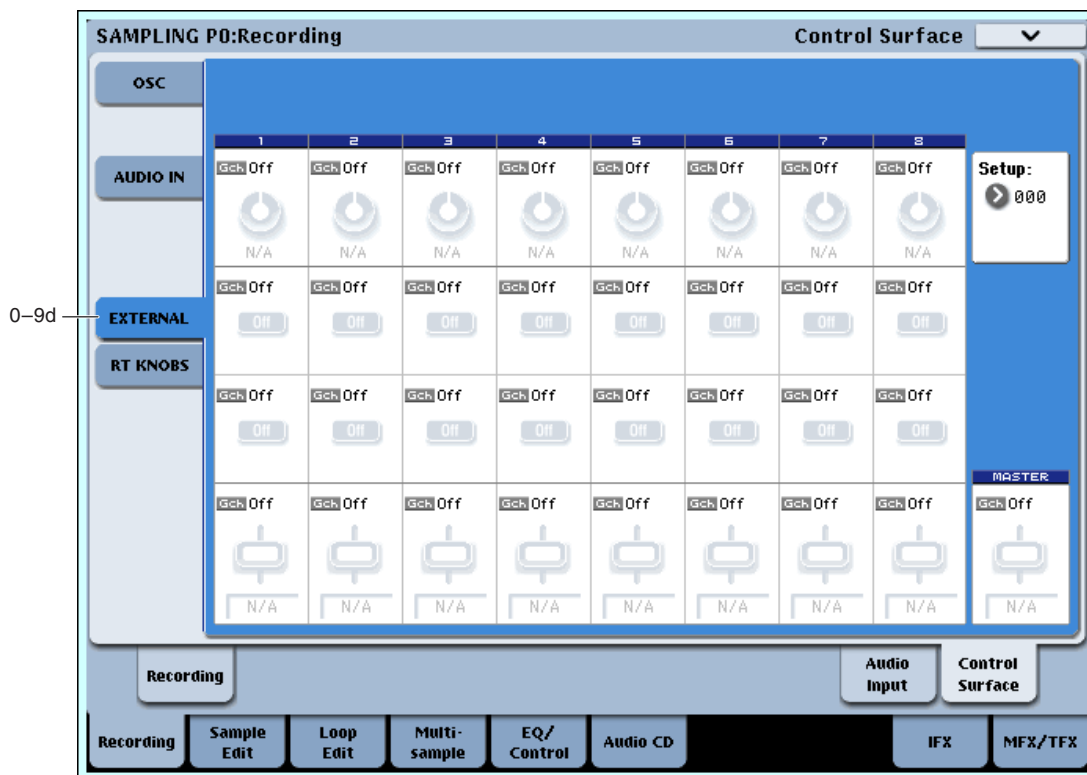 SAMPLING P0:Recording Control Surface
OSC
AUDIO IN
0–9d
EXTERNAL
RT KNOBS
1 2 3 4 5 6 7 8
Gch Off Gch Off Gch Off Gch Off Gch Off Gch Off Gch Off Gch Off
N/A N/A N/A N/A N/A N/A N/A N/A
Setup:
000
Gch Off Gch Off Gch Off Gch Off Gch Off Gch Off Gch Off Gch Off
Off Off Off Off Off Off Off Off
Gch Off Gch Off Gch Off Gch Off Gch Off Gch Off Gch Off Gch Off
Off Off Off Off Off Off Off Off
MASTER
Gch Off Gch Off Gch Off Gch Off Gch Off Gch Off Gch Off Gch Off Gch Off
N/A N/A N/A N/A N/A N/A N/A N/A N/A
Recording
Audio
Input
Control
Surface
Recording
Sample
Edit
Loop
Edit
Multi-
sample
EQ/
Control
Audio CD
IFX
MFX/TFX